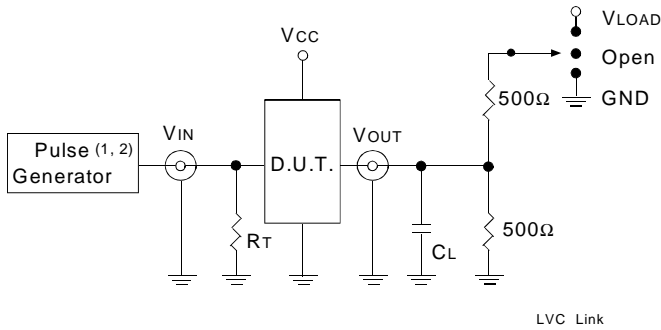 VLOAD
VCC
Open
500Ω
GND
VIN
VOUT
Pulse (1, 2)
Generator
D.U.T.
RT
CL
500Ω
LVC Link